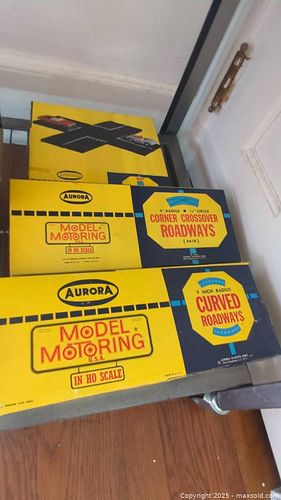 AURORA
AURORA
MODEL
MOTORING
IN HO SCALE
9" RADIUS • 1/4 CIRCLE
CORNER CROSSOVER
ROADWAYS
(PAIR)
AURORA
MODEL
MOTORING
U.S.A.
IN HO SCALE
9 INCH RADIUS
CURVED
ROADWAYS
Copyright © 2025 - maxsold.com